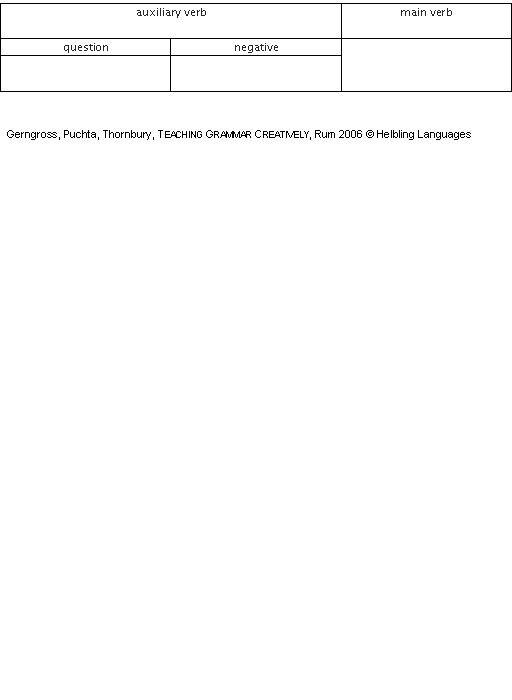 auxiliary verb main verb
question negative
Gerngross, Puchta, Thornbury, TEACHING GRAMMAR CREATIVELY, Rum 2006 © Helbling Languages